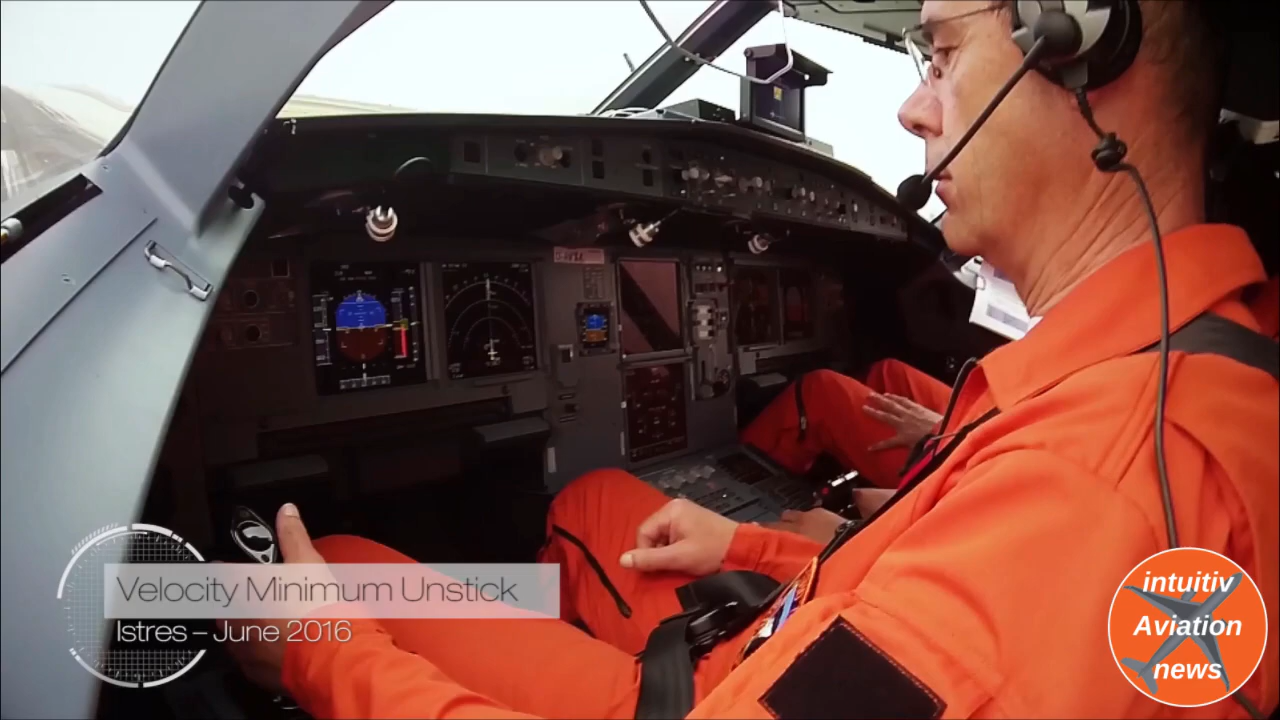 Velocity Minimum Unstick
Istres – June 2016
intuitiv
Aviation
news